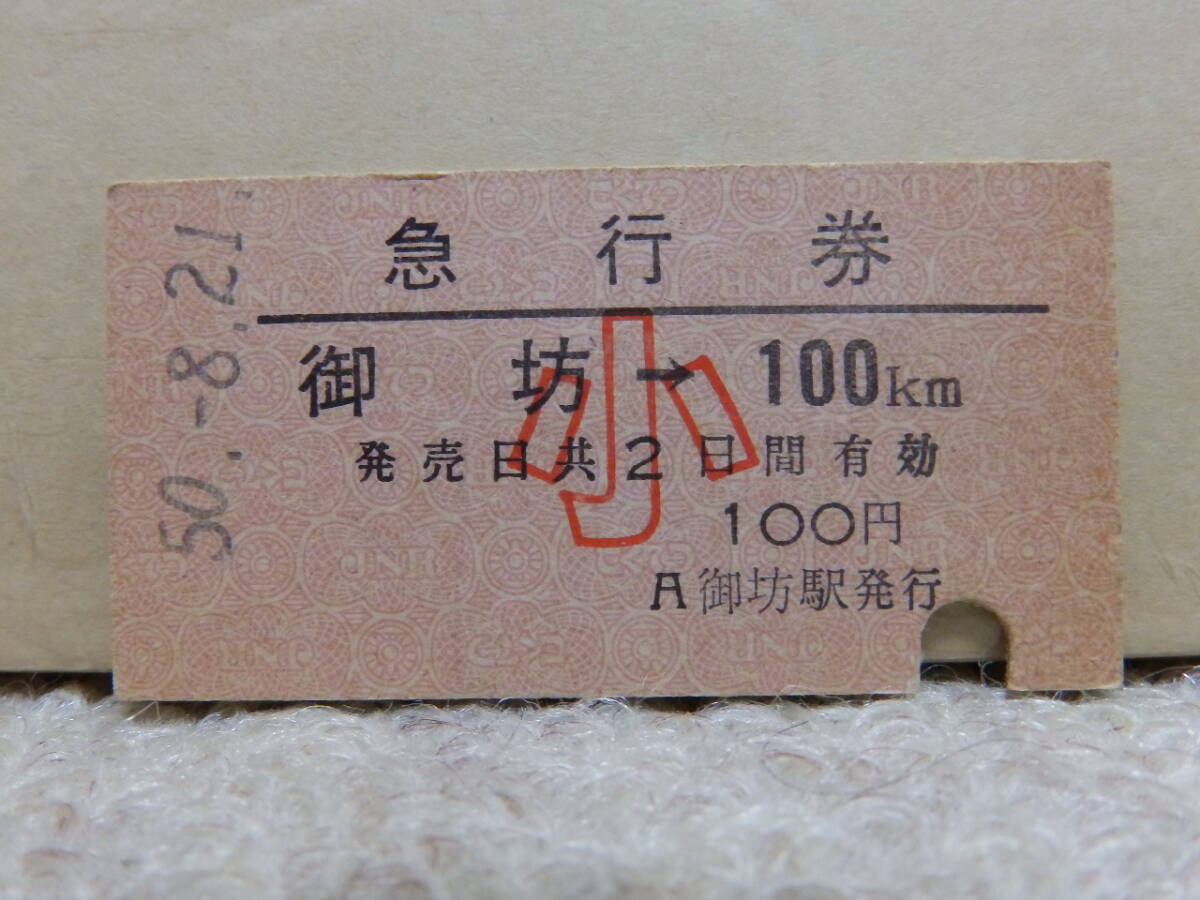 50.-8.21.
急行券
御坊→100km
小
発売日共2日間有効
100円
A御坊駅発行